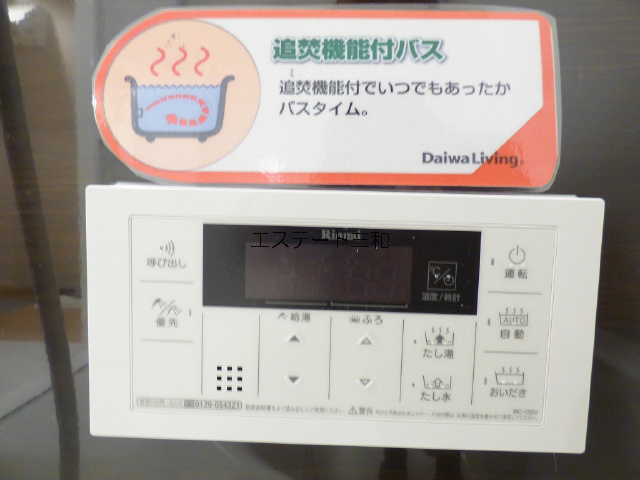 追焚機能付バス
追焚機能付でいつでもあったか
バスタイム。
DaiwaLiving
Rinnai
エステート三和
呼び出し
優先
温度/時計
給湯
ふろ
たし湯
たし水
運転
AUTO
自動
おいだき
0120-054321